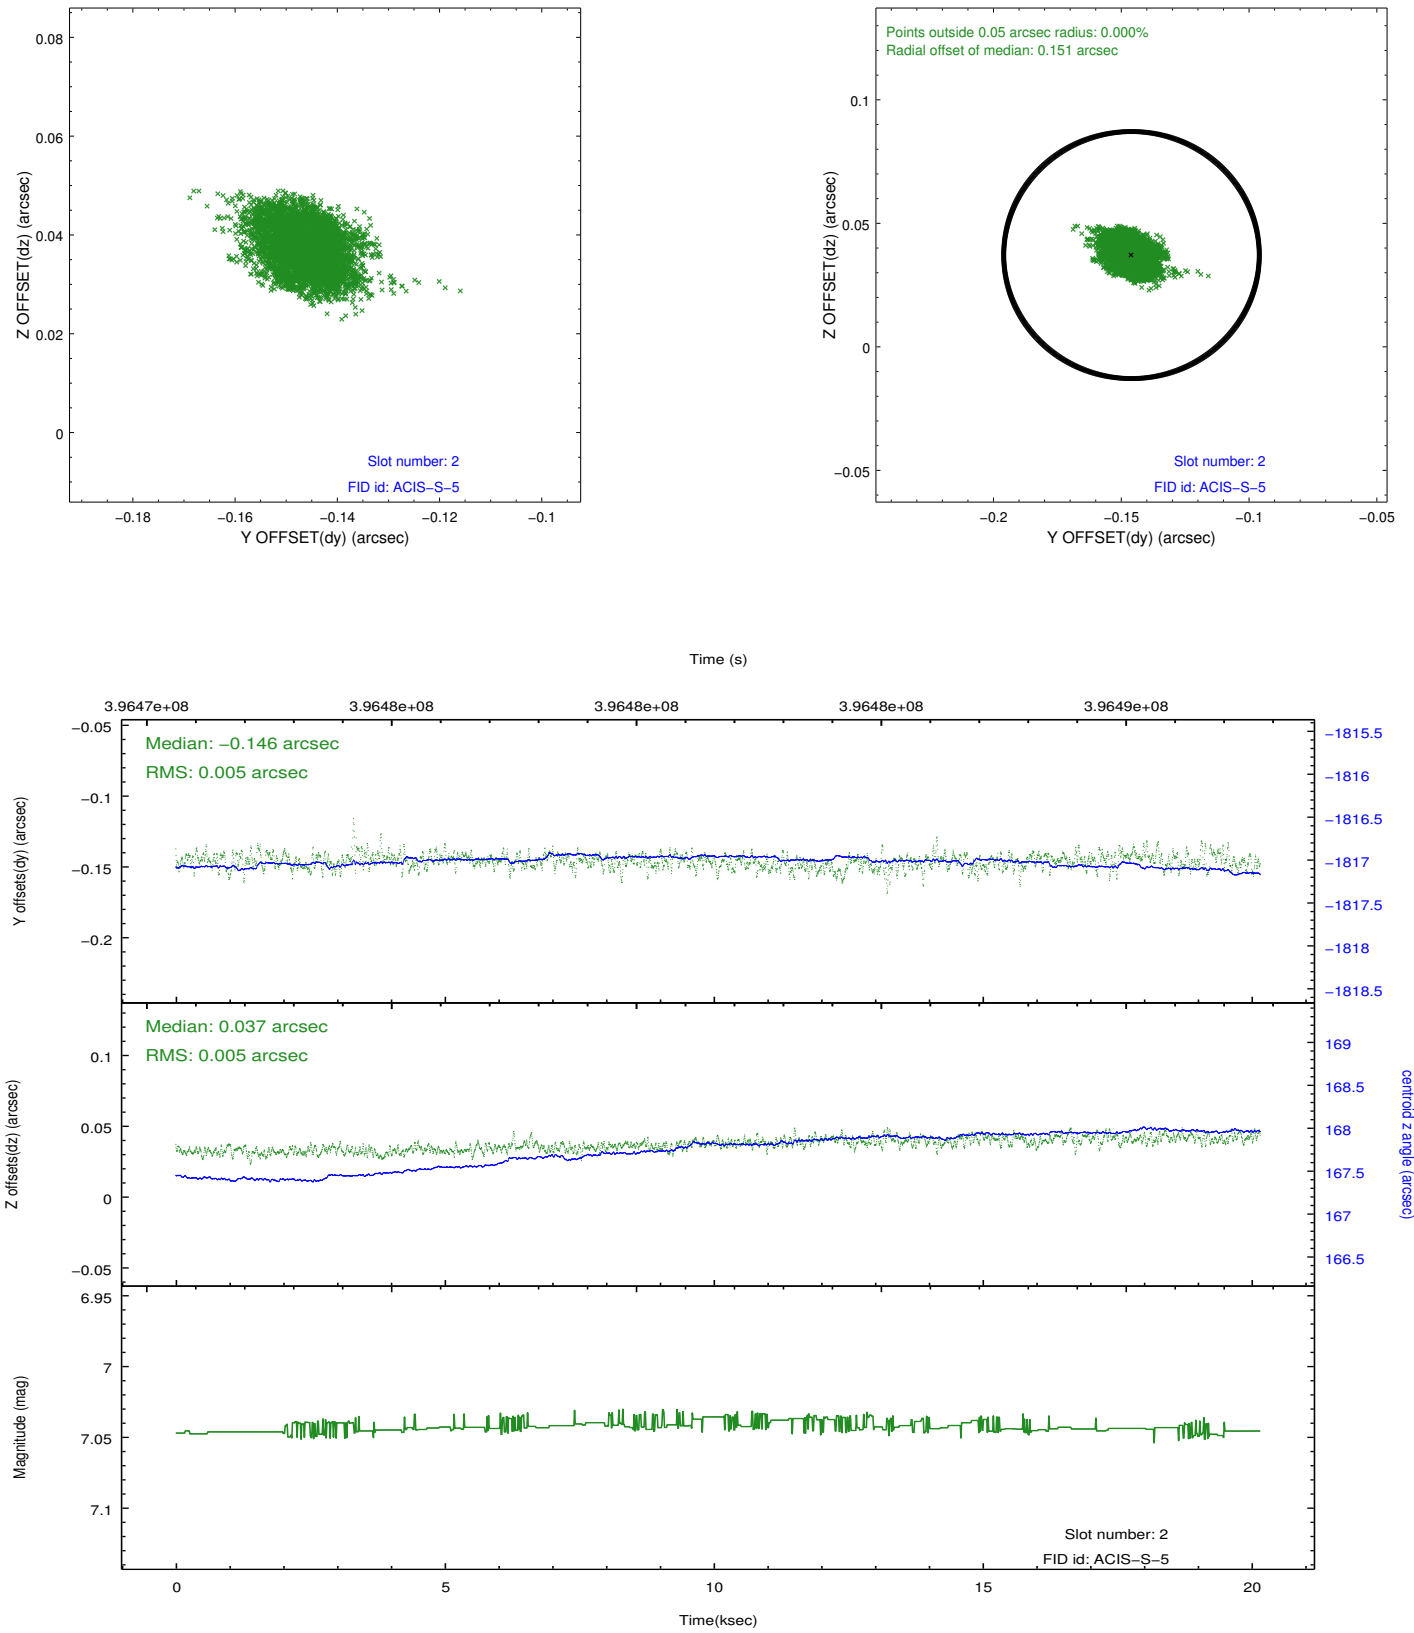 Points outside 0.05 arcsec radius: 0.000%
Radial offset of median: 0.151 arcsec
0.08
0.06
0.04
0.02
0
Z OFFSET(dz) (arcsec)
Slot number: 2
FID id: ACIS−S−5
−0.18 −0.16 −0.14 −0.12 −0.1
Y OFFSET(dy) (arcsec)
0.1
0.05
0
−0.05
Z OFFSET(dz) (arcsec)
Slot number: 2
FID id: ACIS−S−5
−0.2 −0.15 −0.1 −0.05
Y OFFSET(dy) (arcsec)
Time (s)
3.9647e+08 3.9648e+08 3.9648e+08 3.9648e+08 3.9649e+08
Median: −0.146 arcsec
RMS: 0.005 arcsec
−0.05
−0.1
−0.15
−0.2
Y offsets(dy) (arcsec)
−1815.5
−1816
−1816.5
−1817
−1817.5
−1818
−1818.5
Median: 0.037 arcsec
RMS: 0.005 arcsec
0.1
0.05
0
−0.05
Z offsets(dz) (arcsec)
169
168.5
168
167.5
167
166.5
centroid z angle (arcsec)
6.95
7
7.05
7.1
Magnitude (mag)
Slot number: 2
FID id: ACIS−S−5
0 5 10 15 20
Time(ksec)